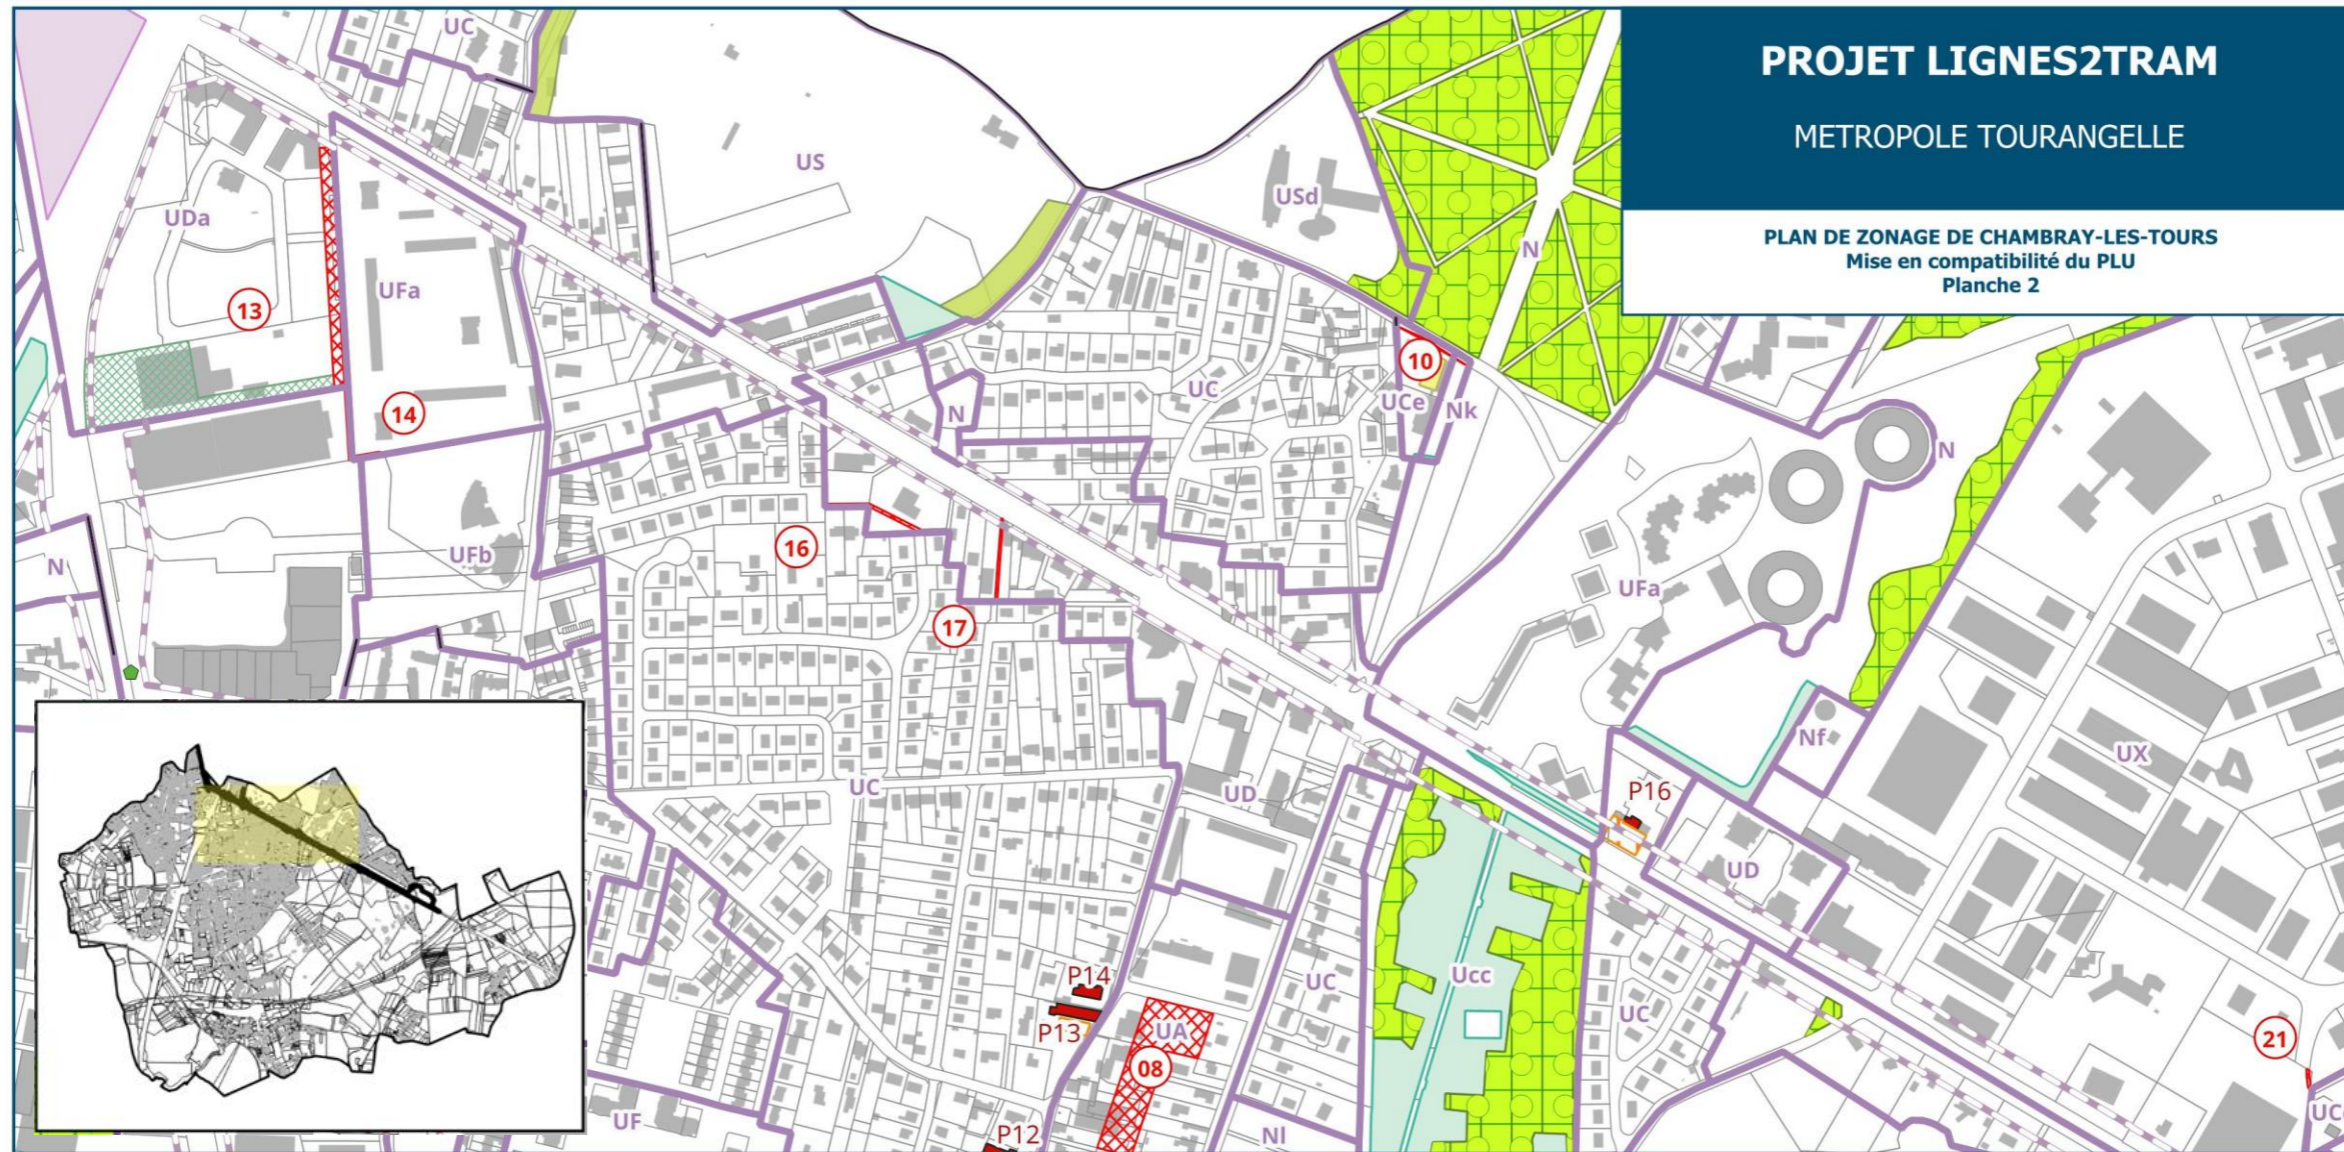 PROJET LIGNES2TRAM
METROPOLE TOURANGELLE
PLAN DE ZONAGE DE CHAMBRAY-LES-TOURS
Mise en compatibilité du PLU
Planche 2
UC
US
USd
UDa
N
UFa
13
10
UC
UCe
Nk
14
N
N
16
UFb
N
UFa
17
Nf
UX
UC
UD
P16
UD
UC
Ucc
UC
P14
P13
UA
08
21
UC
UF
P12
Nl